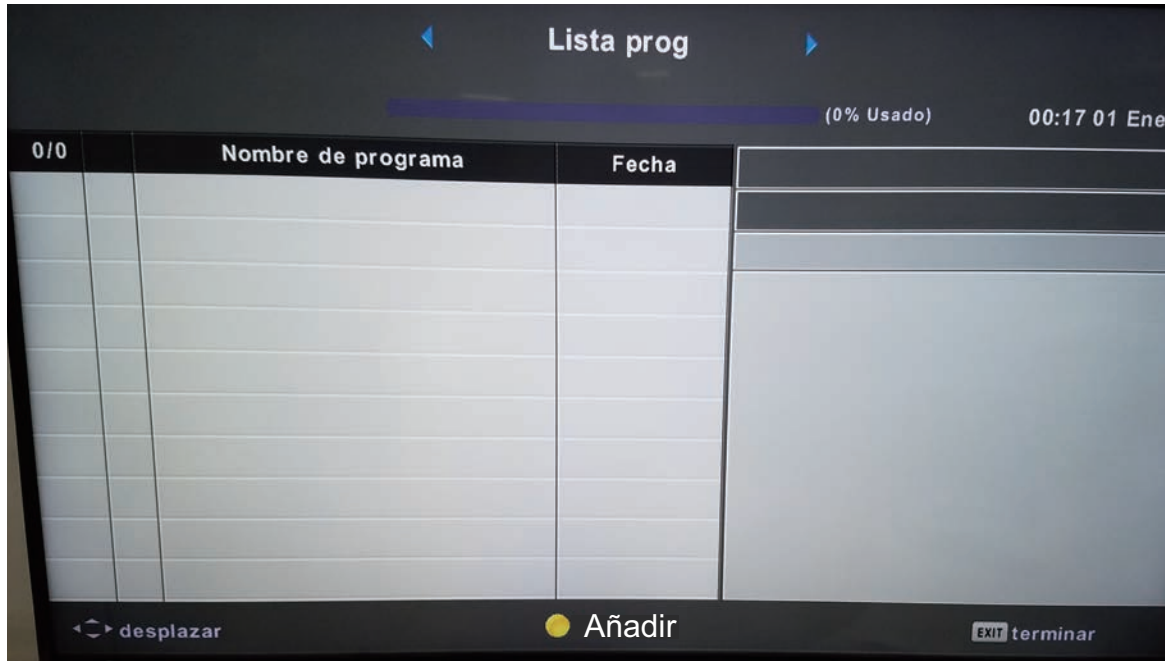 Lista prog
(0% Usado) 00:17 01 Ene
0/0 Nombre de programa Fecha
desplazar Añadir EXIT terminar